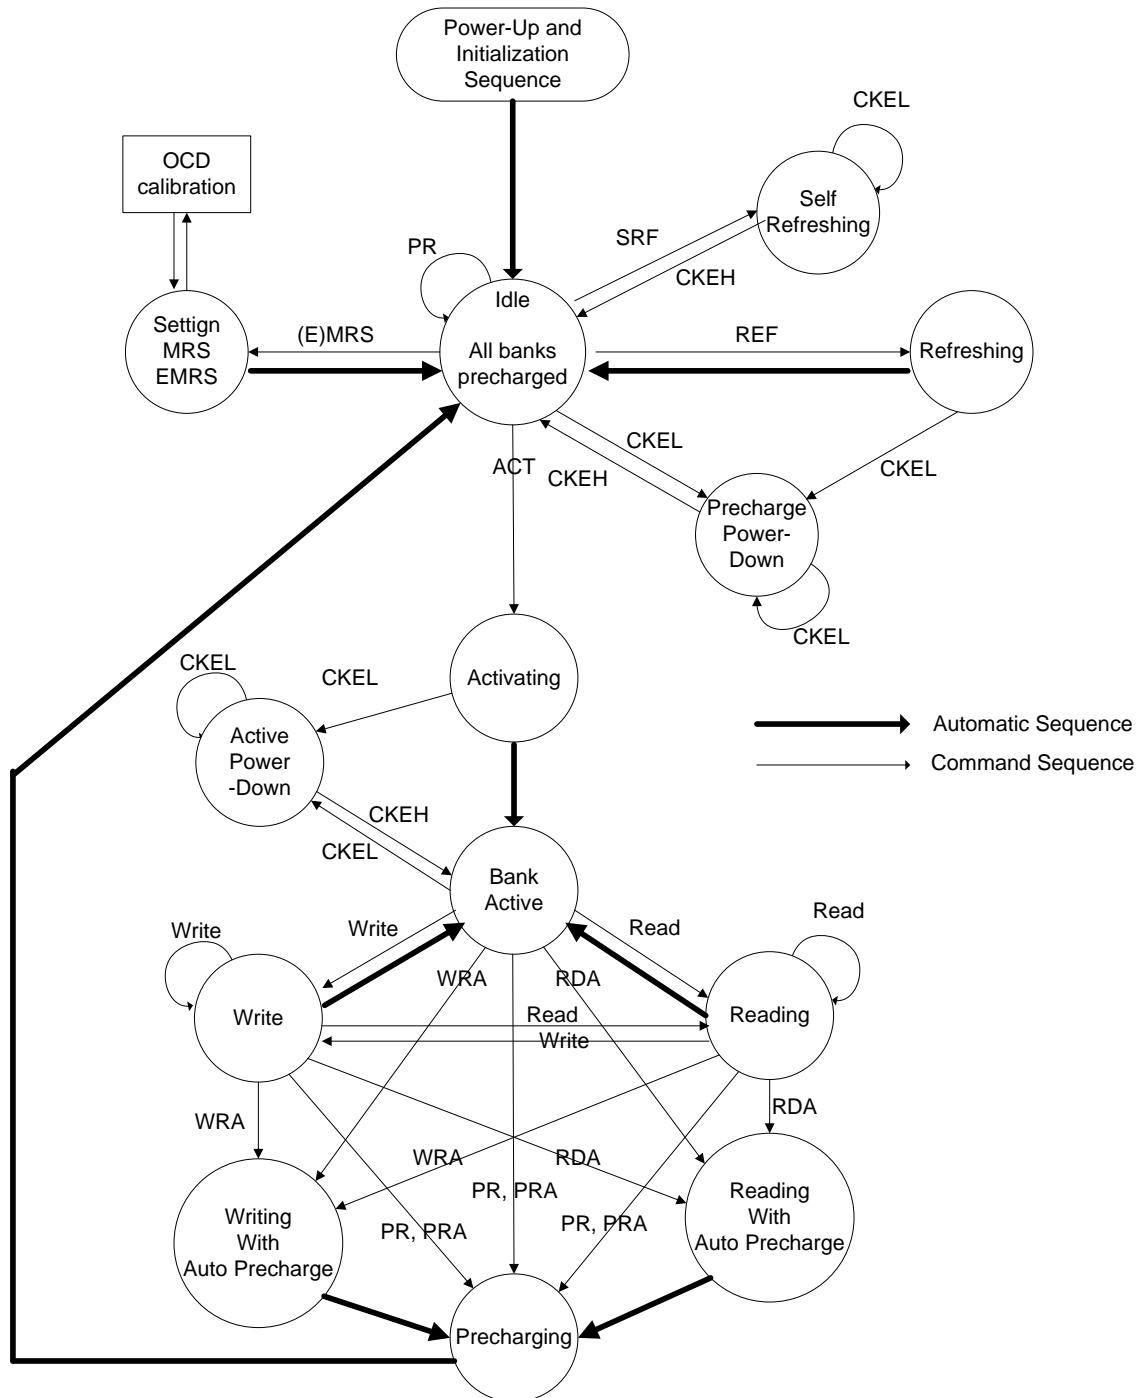 Power-Up and
Initialization
Sequence
CKEL
OCD
calibration
Self
Refreshing
SRF
PR
CKEH
Idle
All banks
precharged
Settign
MRS
EMRS
(E)MRS
REF
Refreshing
CKEL
ACT
CKEH
CKEL
Precharge
Power-
Down
CKEL
CKEL
CKEL
Activating
Active
Power
-Down
Automatic Sequence
Command Sequence
CKEH
CKEL
Bank
Active
Write
Write
Read
Read
WRA
RDA
Write
Read
Write
Reading
WRA
RDA
WRA
RDA
PR, PRA
PR, PRA
PR, PRA
Writing
With
Auto Precharge
Reading
With
Auto Precharge
Precharging